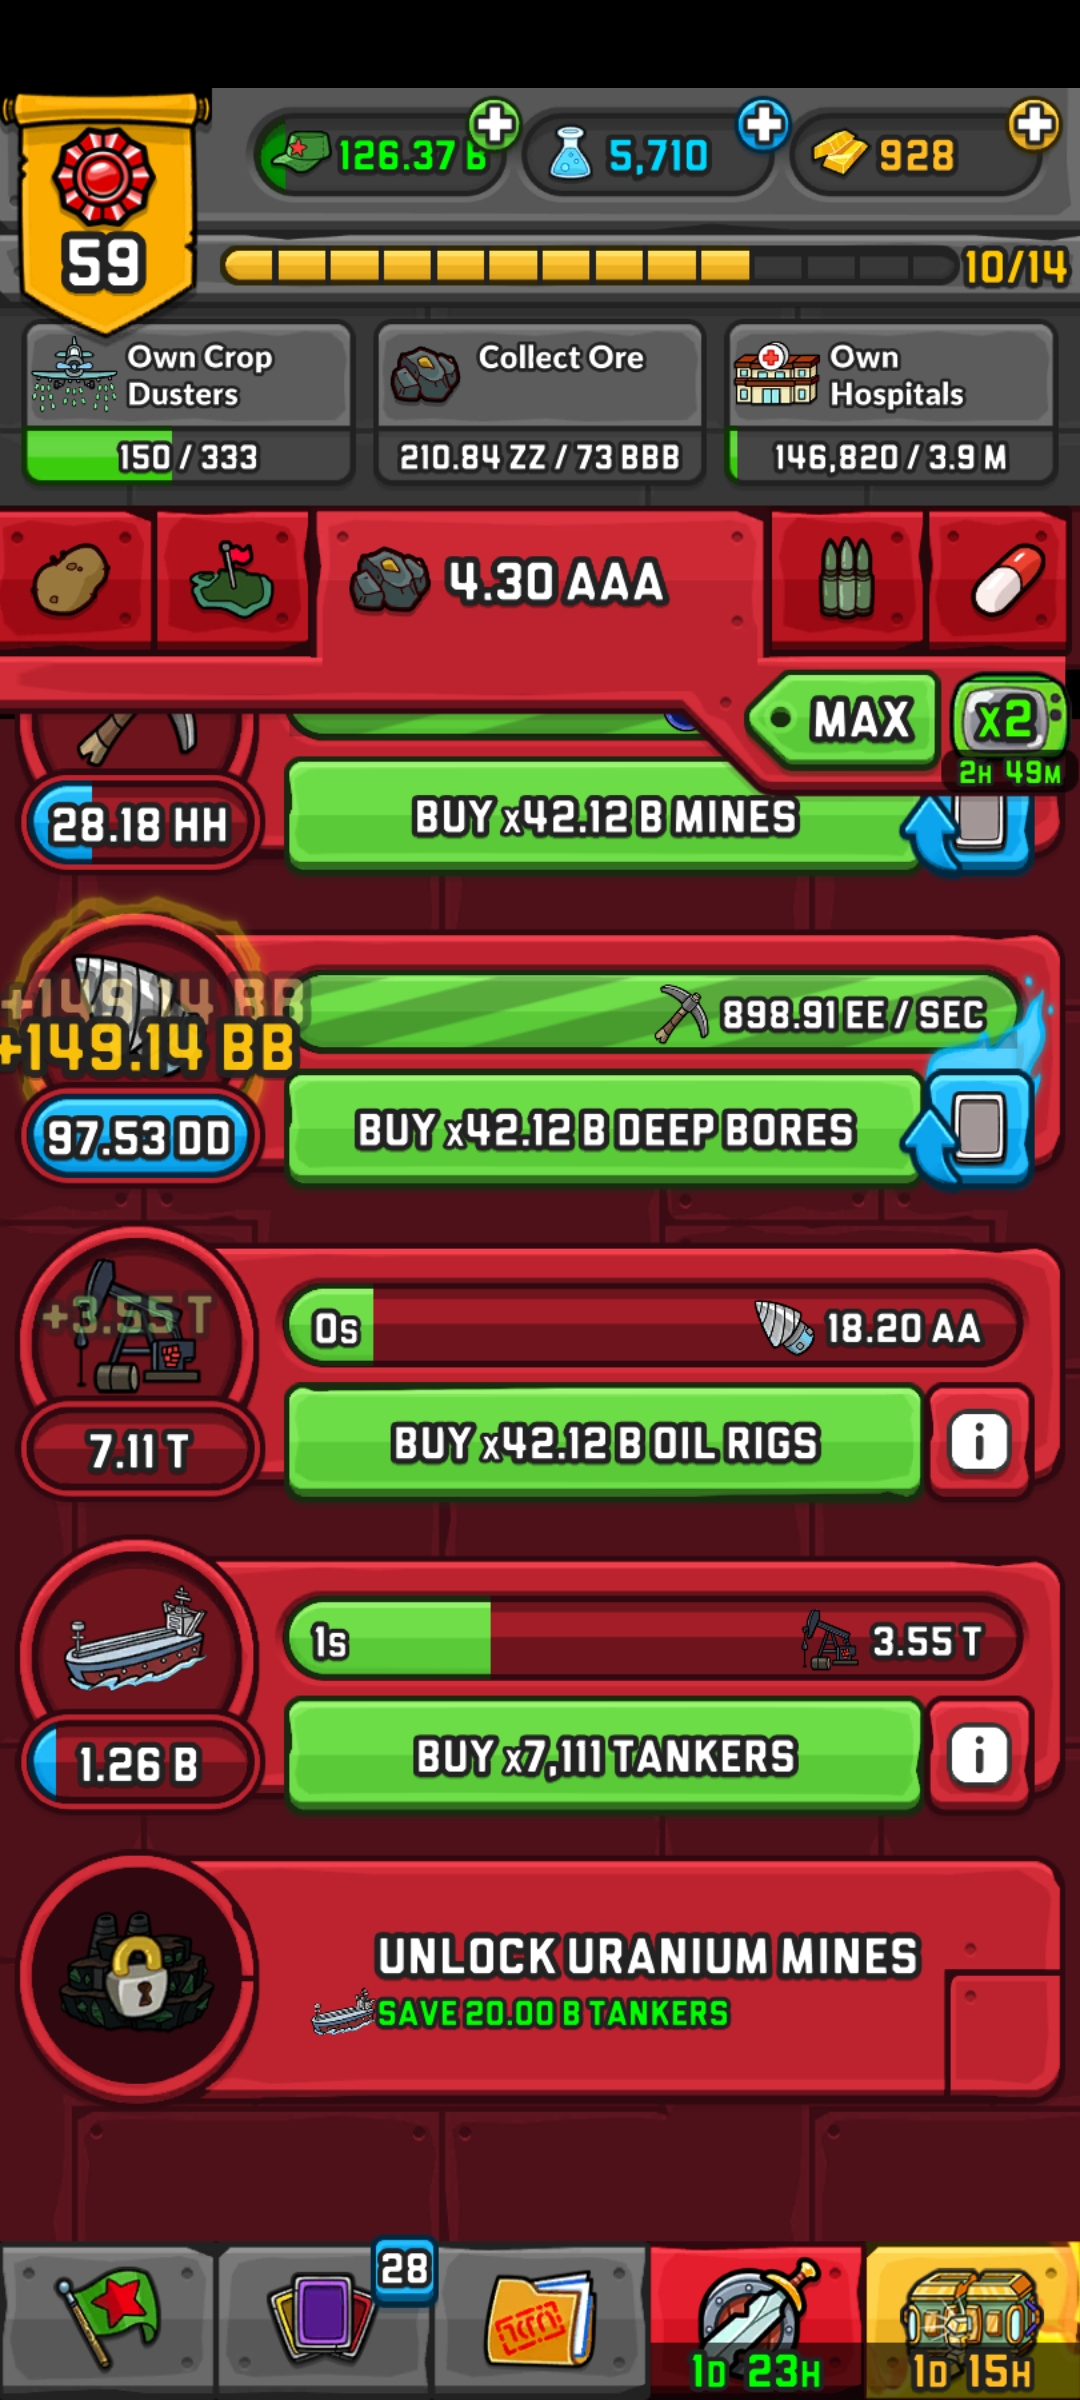 126.37 B
5,710
928
59
10/14
Own Crop
Dusters
150 / 333
Collect Ore
210.84 ZZ / 73 BBB
Own
Hospitals
146,820 / 3.9 M
4.30 AAA
MAX
x2
2H 49M
28.18 HH
BUY x42.12 B MINES
+149.14 BB
+149.14 BB
898.91 EE / SEC
97.53 DD
BUY x42.12 B DEEP BORES
+3.55 T
0s
18.20 AA
7.11 T
BUY x42.12 B OIL RIGS
i
1s
3.55 T
1.26 B
BUY x7,111 TANKERS
i
UNLOCK URANIUM MINES
SAVE 20.00 B TANKERS
28
1D 23H
1D 15H